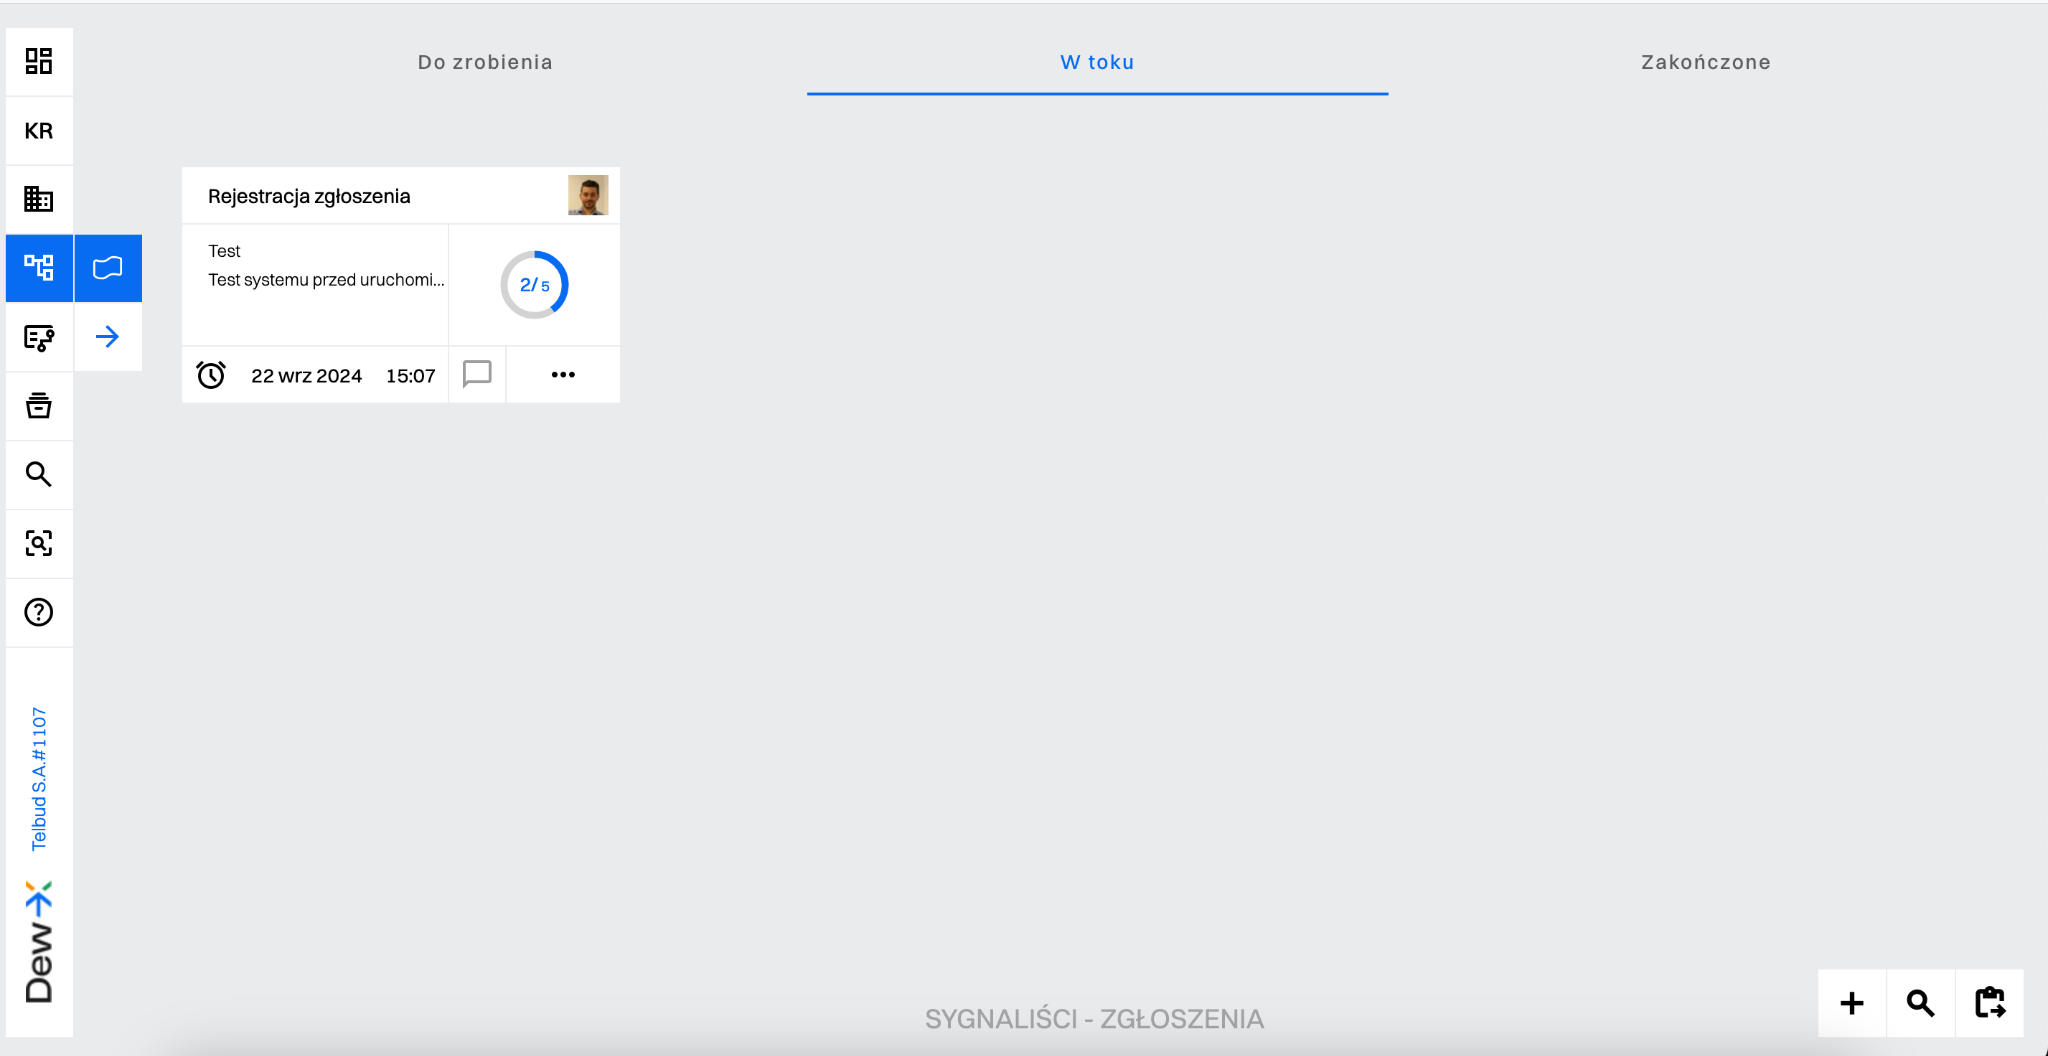 Do zrobienia
W toku
Zakończone
KR
Rejestracja zgłoszenia
Test
Test systemu przed uruchomi...
2/5
22 wrz 2024 15:07
Telbud S.A.#1107
Dew
SYGNALIŚCI - ZGŁOSZENIA